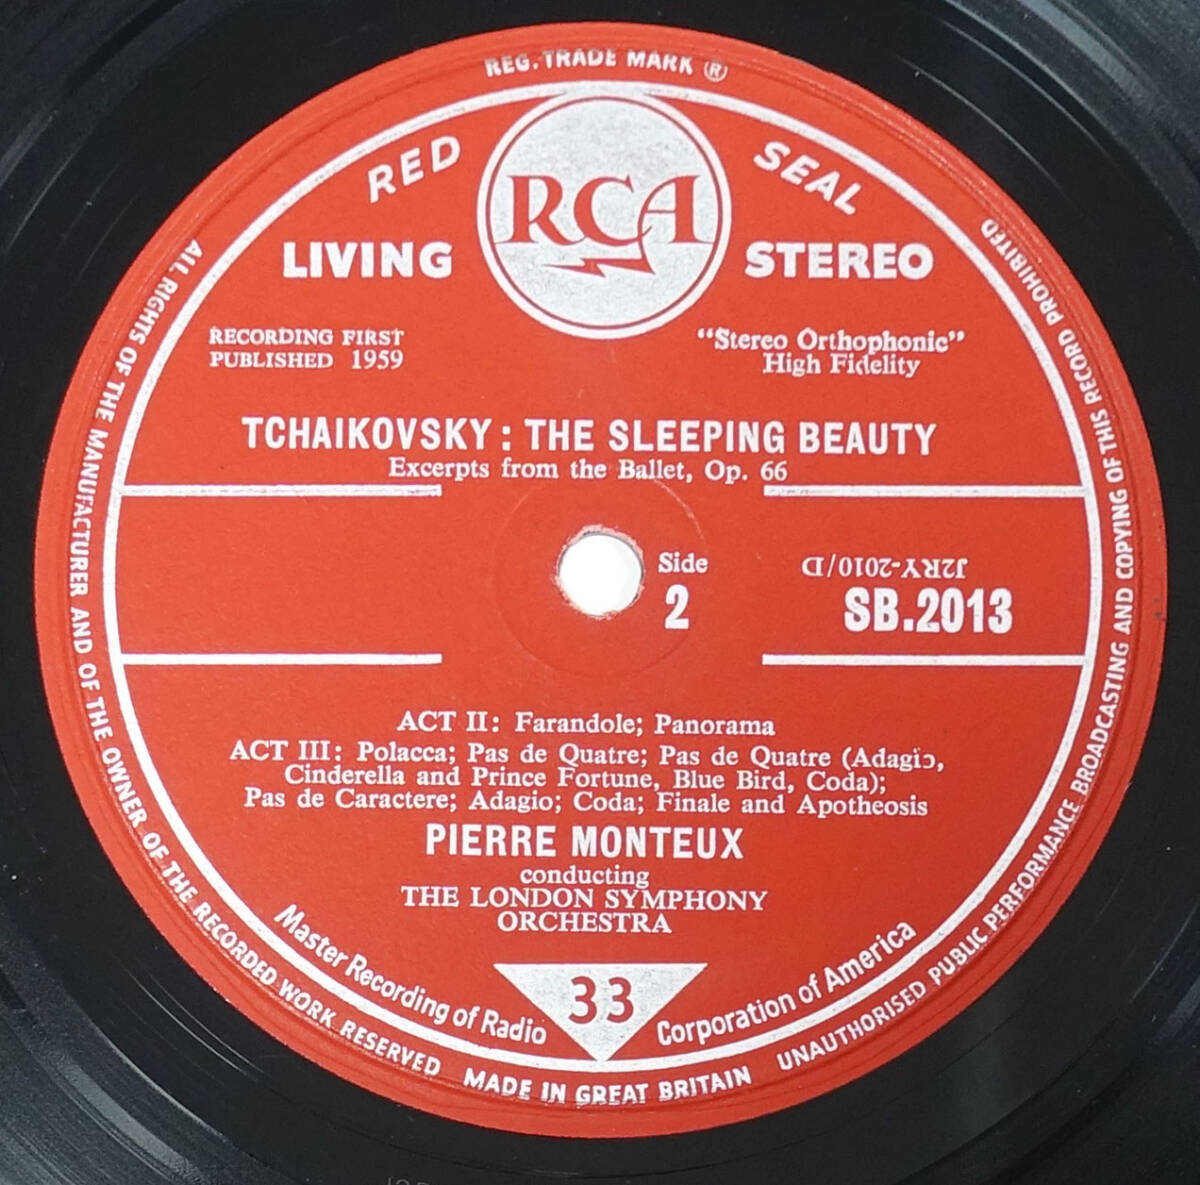 REG. TRADE MARK ®
RED SEAL
RCA
LIVING STEREO
RECORDING FIRST
PUBLISHED 1959
"Stereo Orthophonic"
High Fidelity
TCHAIKOVSKY : THE SLEEPING BEAUTY
Excerpts from the Ballet, Op. 66
Side
2
J2RY-2010/D
SB.2013
ACT II: Farandole; Panorama
ACT III: Polacca; Pas de Quatre; Pas de Quatre (Adagio,
Cinderella and Prince Fortune, Blue Bird, Coda);
Pas de Caractere; Adagio; Coda; Finale and Apotheosis
PIERRE MONTEUX
conducting
THE LONDON SYMPHONY
ORCHESTRA
33
Master Recording of Radio Corporation of America
ALL RIGHTS OF THE MANUFACTURER AND OF THE OWNER OF THE RECORDED WORK RESERVED
MADE IN GREAT BRITAIN
UNAUTHORISED PUBLIC PERFORMANCE BROADCASTING AND COPYING OF THIS RECORD PROHIBITED